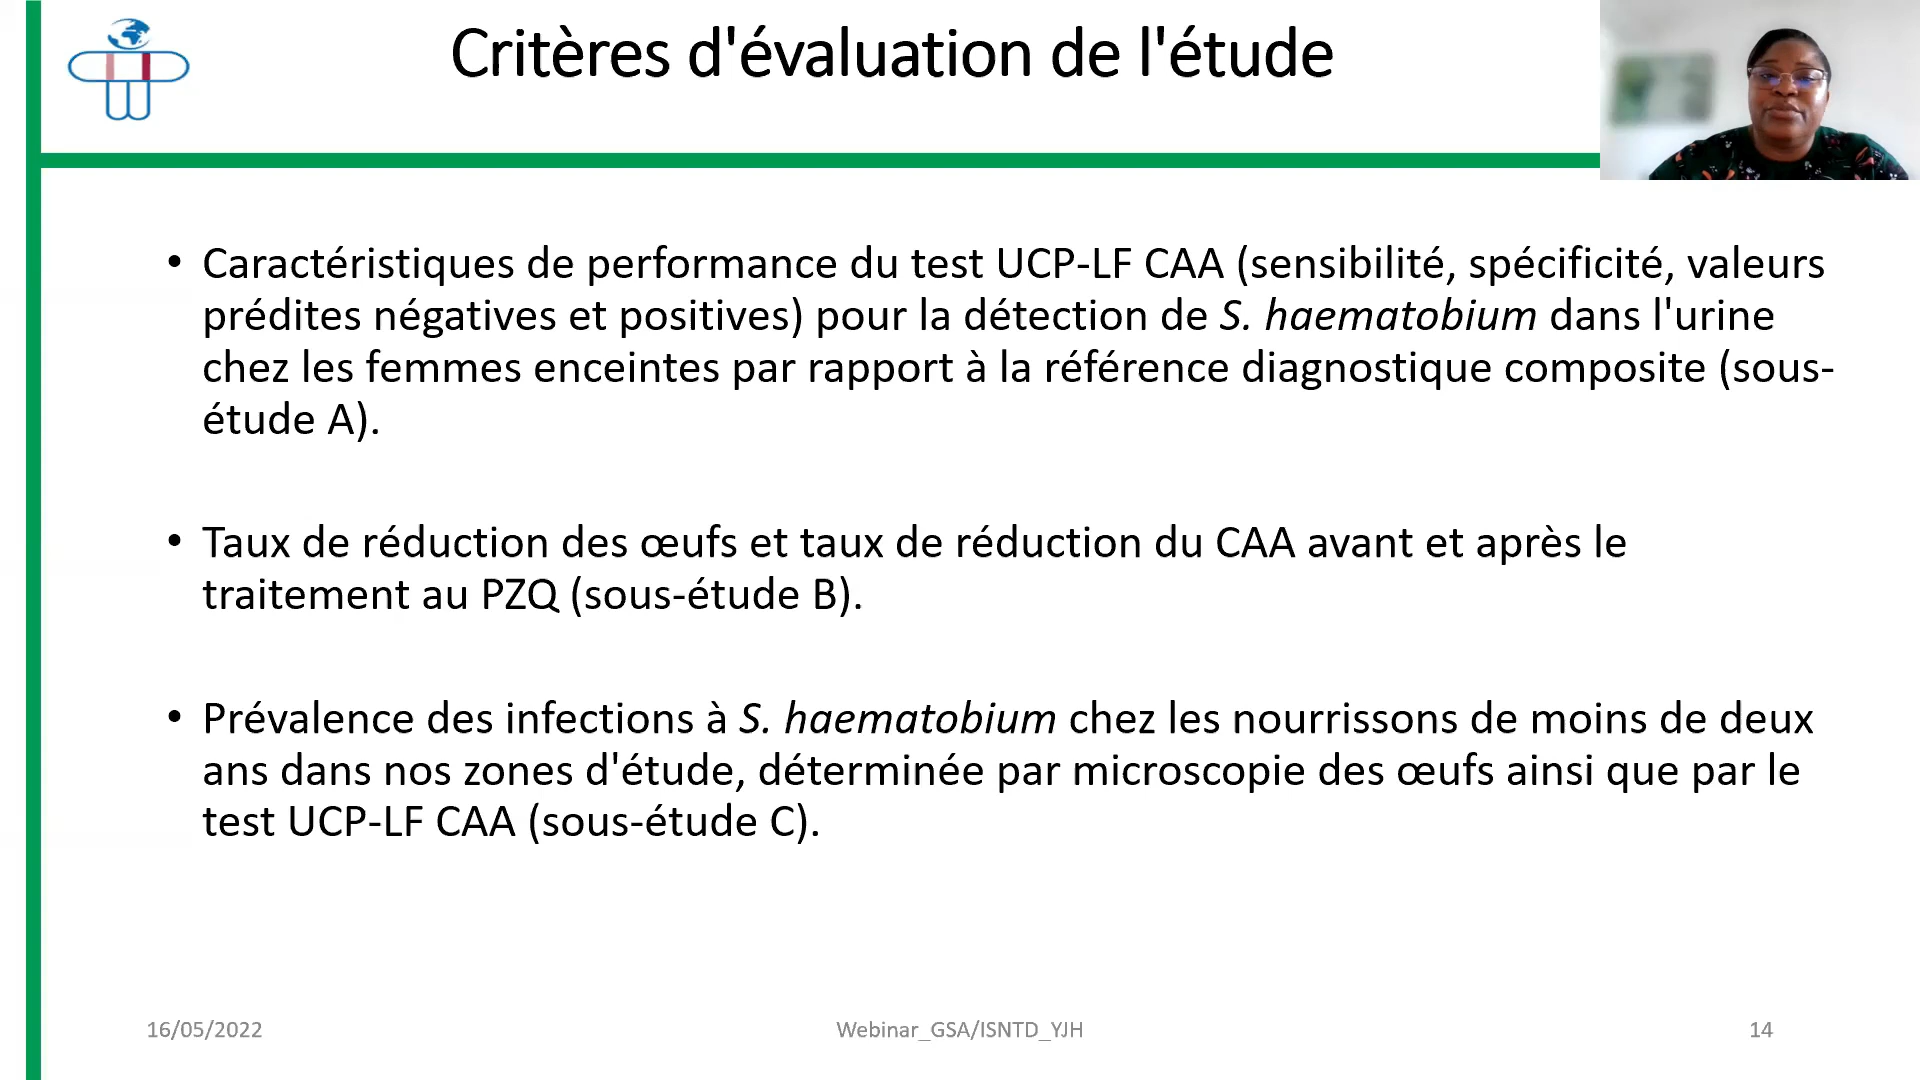 Critères d'évaluation de l'étude
• Caractéristiques de performance du test UCP-LF CAA (sensibilité, spécificité, valeurs
prédites négatives et positives) pour la détection de S. haematobium dans l'urine
chez les femmes enceintes par rapport à la référence diagnostique composite (sous-
étude A).
• Taux de réduction des œufs et taux de réduction du CAA avant et après le
traitement au PZQ (sous-étude B).
• Prévalence des infections à S. haematobium chez les nourrissons de moins de deux
ans dans nos zones d'étude, déterminée par microscopie des œufs ainsi que par le
test UCP-LF CAA (sous-étude C).
16/05/2022
Webinar_GSA/ISNTD_YJH
14